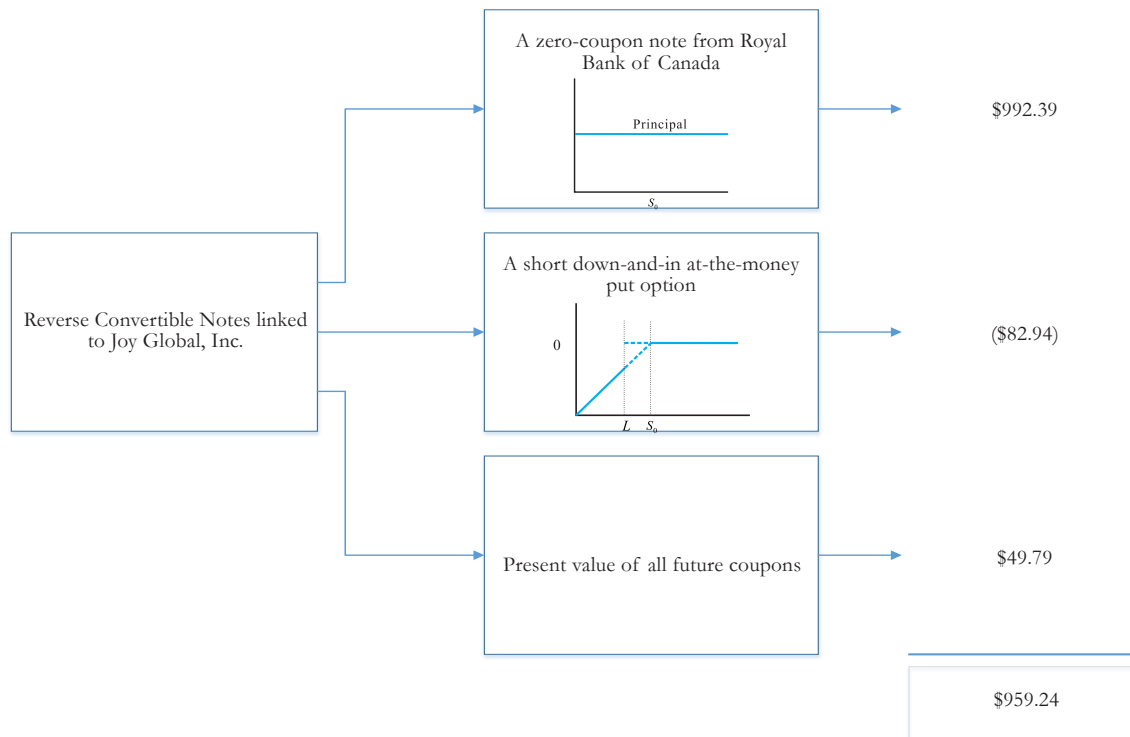 A zero-coupon note from Royal
Bank of Canada
Principal
S₀
$992.39
Reverse Convertible Notes linked
to Joy Global, Inc.
A short down-and-in at-the-money
put option
0
L S₀
($82.94)
Present value of all future coupons
$49.79
$959.24